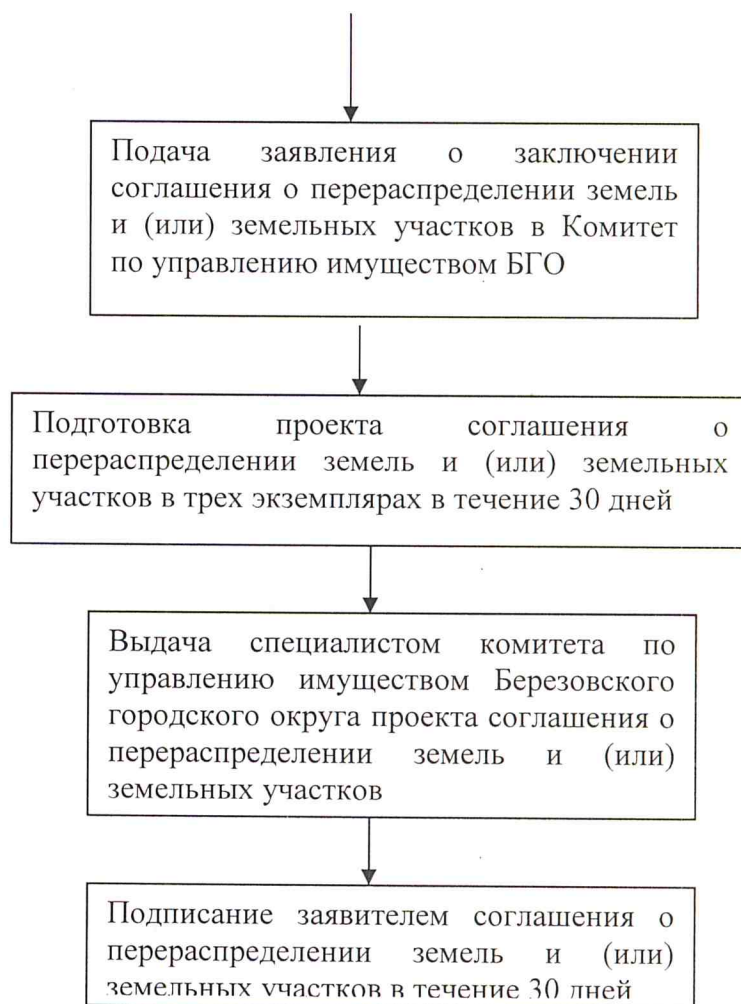 Подача заявления о заключении
соглашения о перераспределении земель
и (или) земельных участков в Комитет
по управлению имуществом БГО
Подготовка проекта соглашения о
перераспределении земель и (или) земельных
участков в трех экземплярах в течение 30 дней
Выдача специалистом комитета по
управлению имуществом Березовского
городского округа проекта соглашения о
перераспределении земель и (или)
земельных участков
Подписание заявителем соглашения о
перераспределении земель и (или)
земельных участков в течение 30 дней